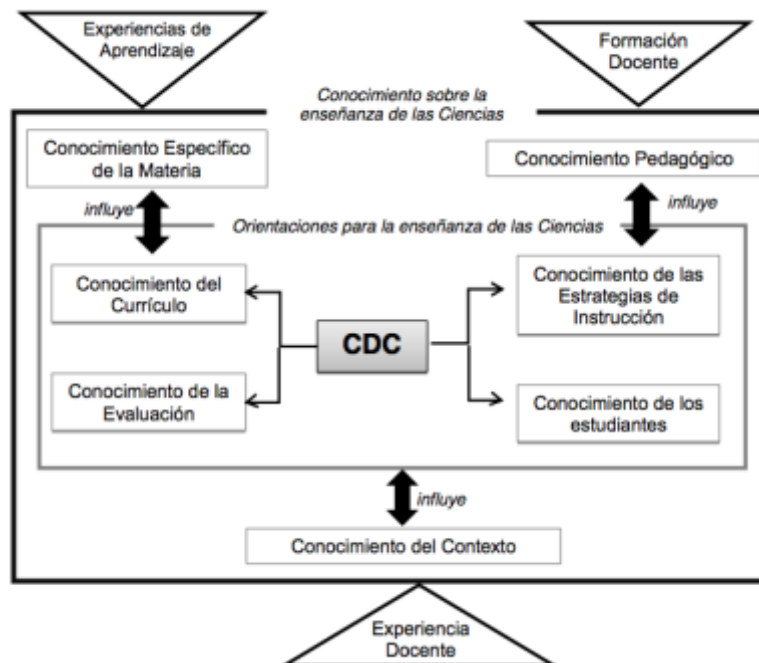 Experiencias de
Aprendizaje
Formación
Docente
Conocimiento sobre la
enseñanza de las Ciencias
Conocimiento Específico
de la Materia
Conocimiento Pedagógico
influye
influye
Orientaciones para la enseñanza de las Ciencias
Conocimiento del
Currículo
Conocimiento de las
Estrategias de
Instrucción
CDC
Conocimiento de la
Evaluación
Conocimiento de los
estudiantes
influye
Conocimiento del Contexto
Experiencia
Docente